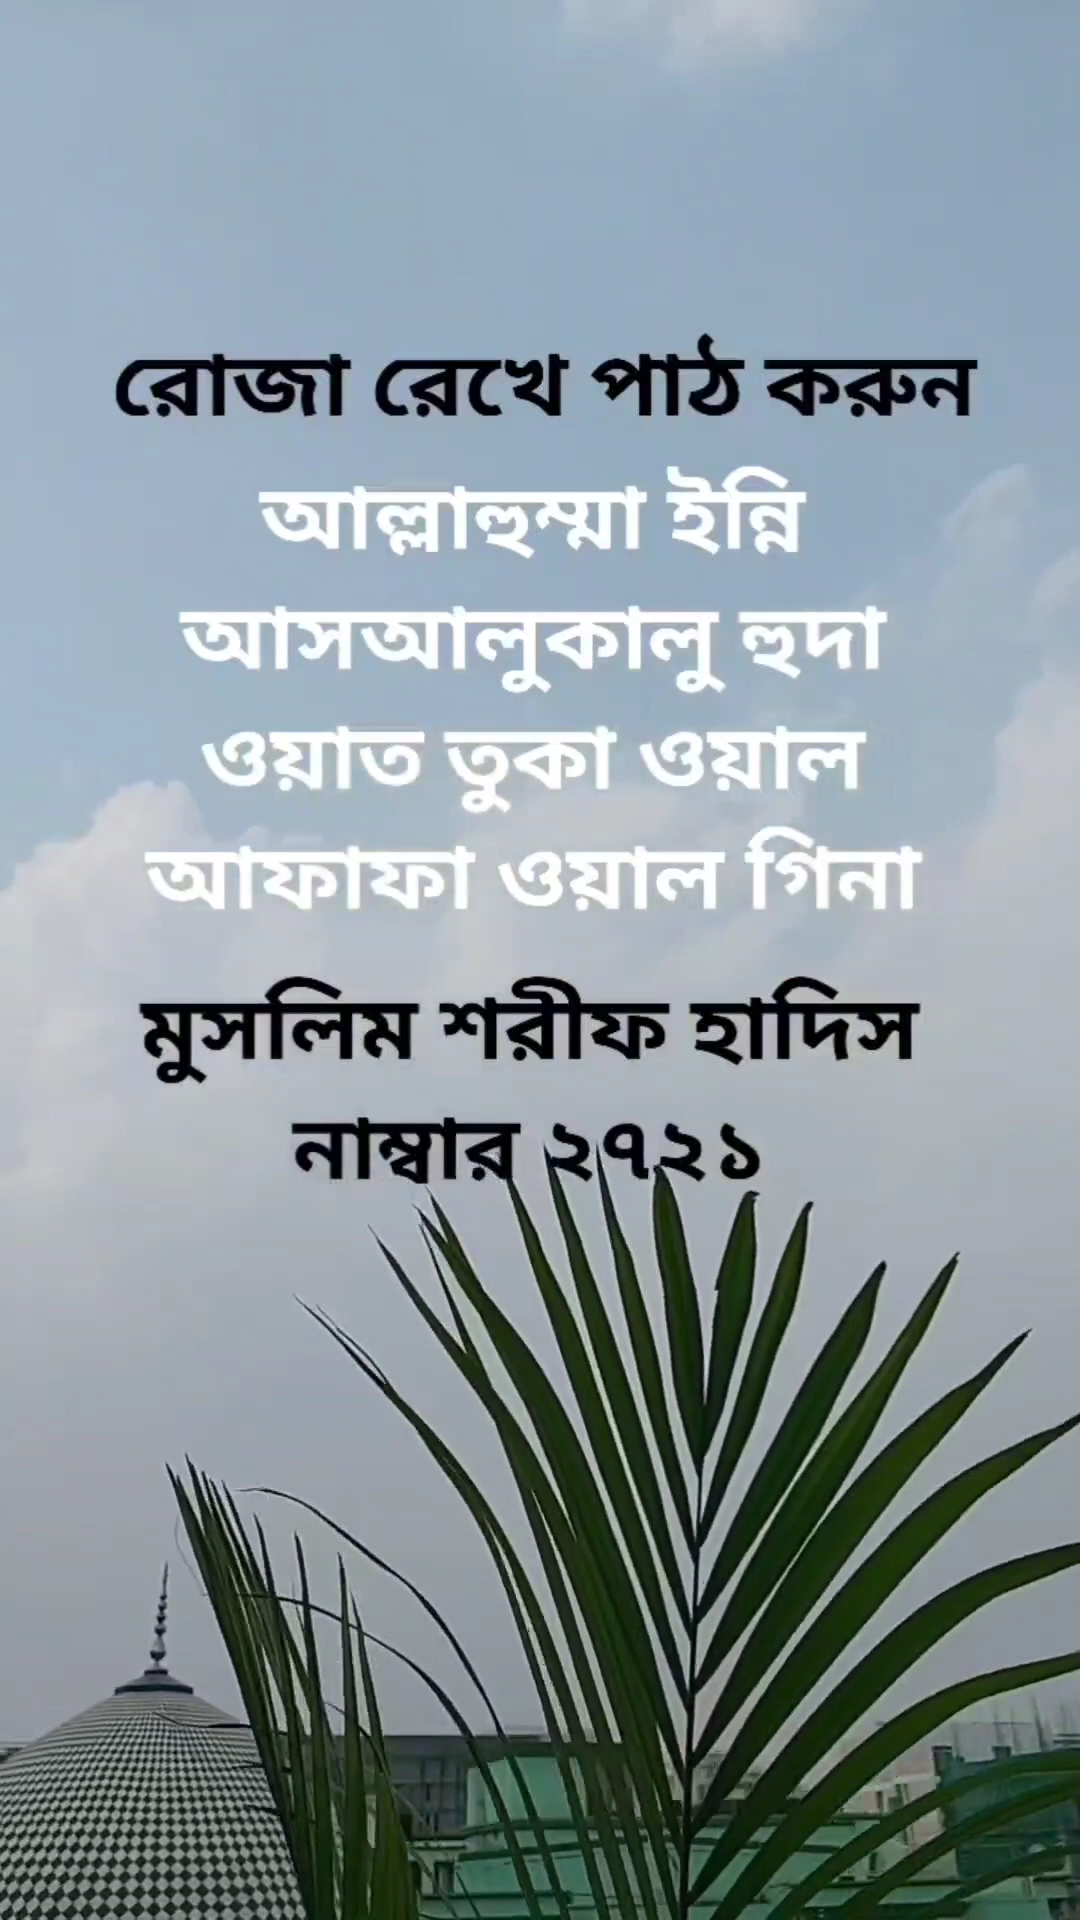 রোজা রেখে পাঠ করুন
আল্লাহুম্মা ইন্নি
আসআলুকালু হুদা
ওয়াত তুকা ওয়াল
আফাফা ওয়াল গিনা
মুসলিম শরীফ হাদিস
নাম্বার ২৭২১